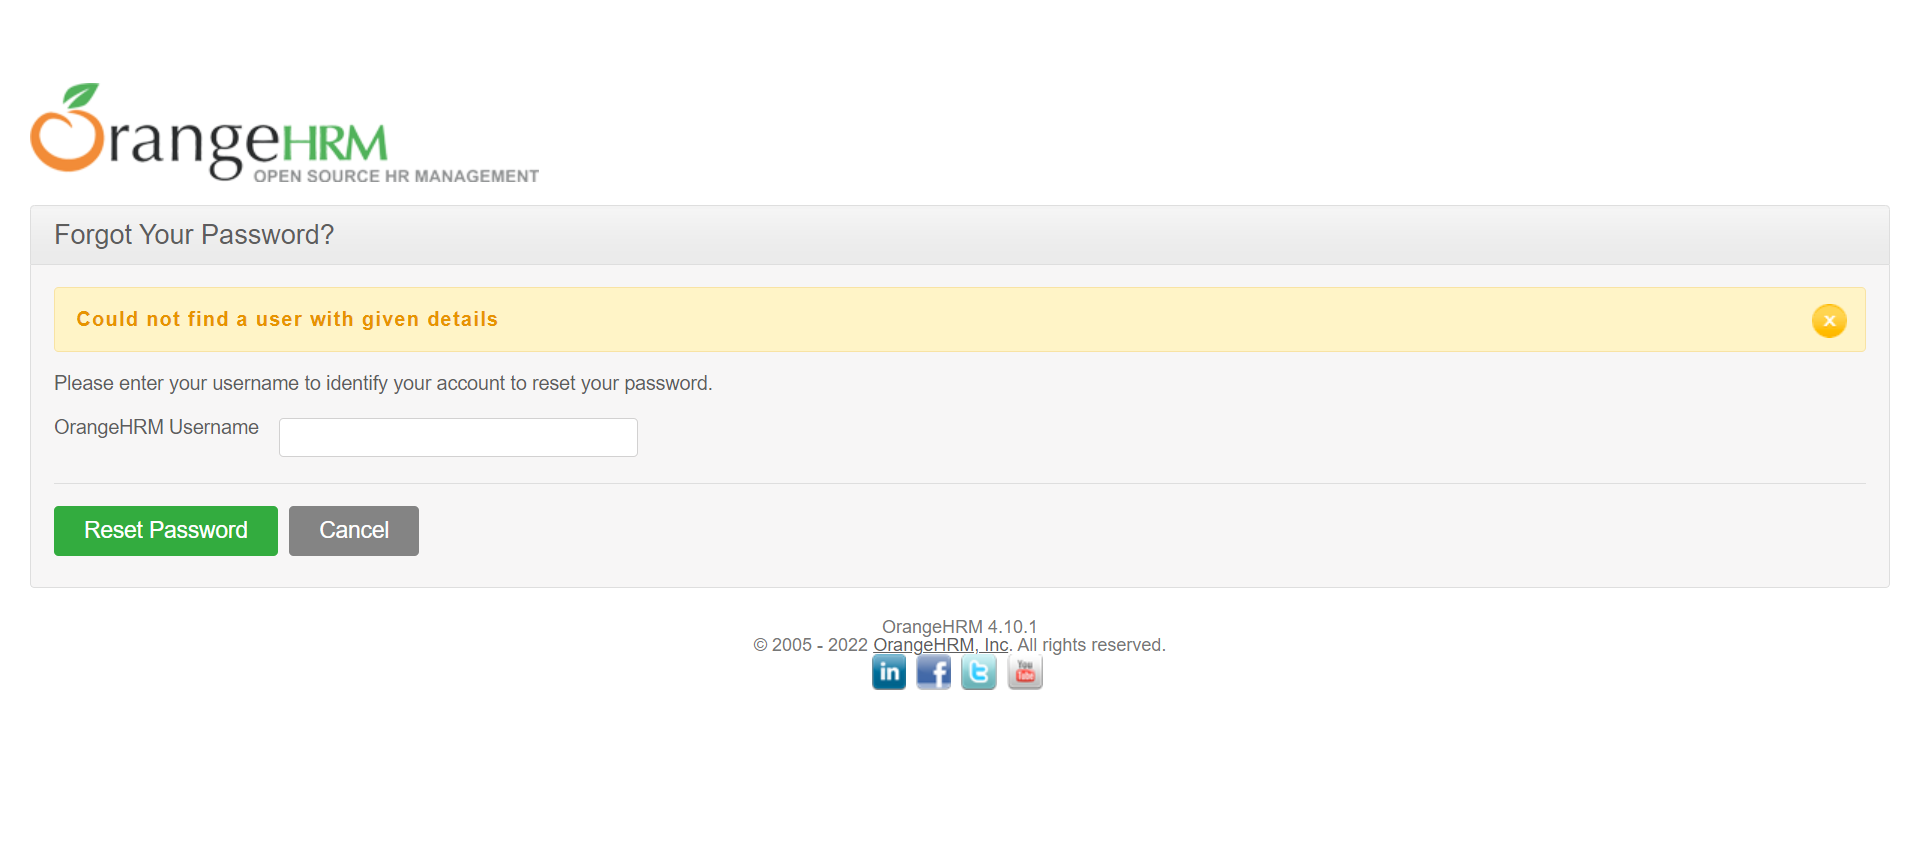 OrangeHRM
OPEN SOURCE HR MANAGEMENT
Forgot Your Password?
Could not find a user with given details
x
Please enter your username to identify your account to reset your password.
OrangeHRM Username
Reset Password Cancel
OrangeHRM 4.10.1
© 2005 - 2022 OrangeHRM, Inc. All rights reserved.
in f t You Tube